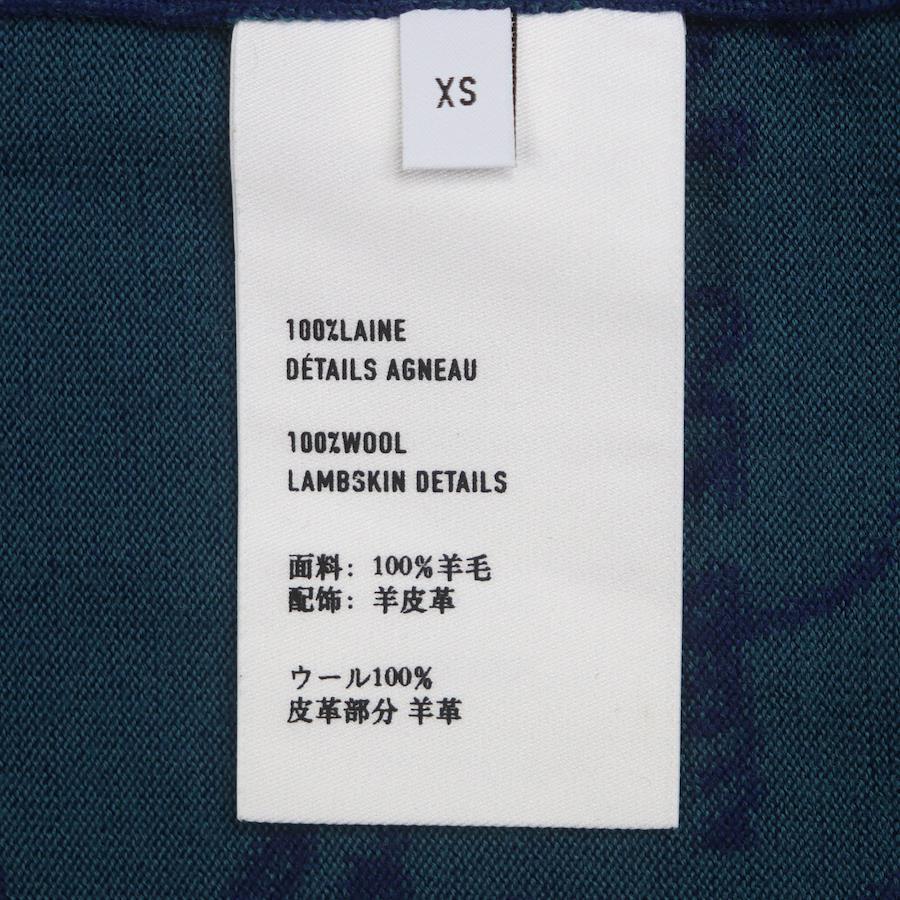 XS
100%LAINE
DÉTAILS AGNEAU
100%WOOL
LAMBSKIN DETAILS
面料: 100%羊毛
配饰: 羊皮革
ウール100%
皮革部分 羊革